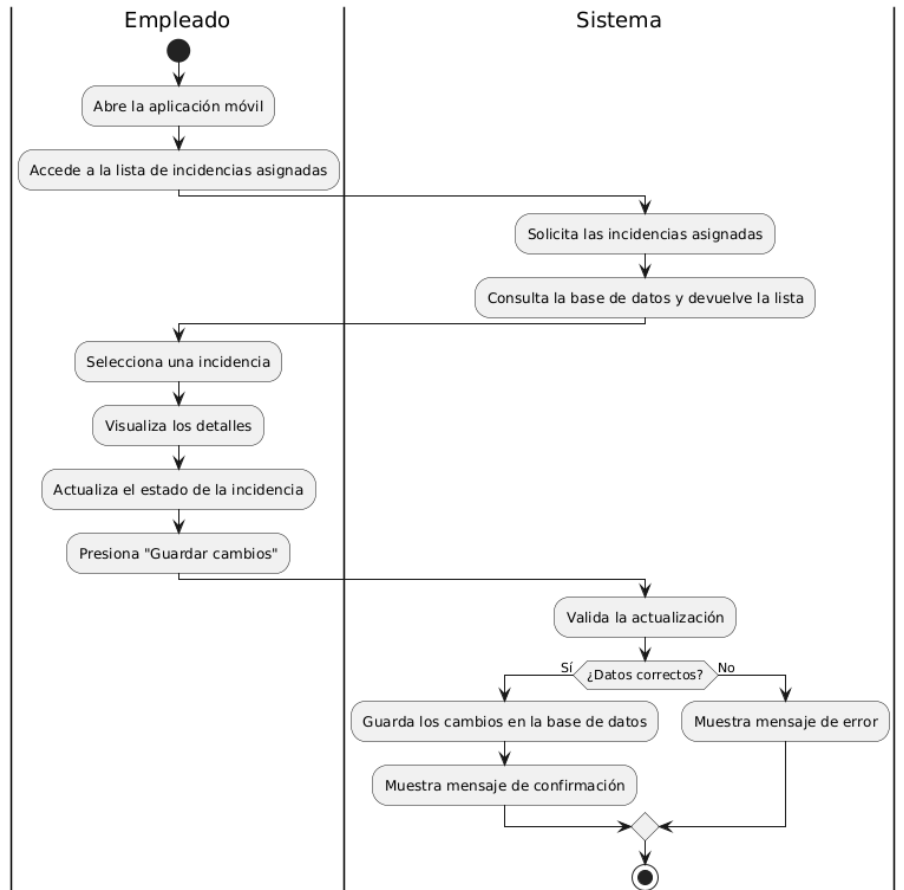 Empleado
Sistema
Abre la aplicación móvil
Accede a la lista de incidencias asignadas
Solicita las incidencias asignadas
Consulta la base de datos y devuelve la lista
Selecciona una incidencia
Visualiza los detalles
Actualiza el estado de la incidencia
Presiona "Guardar cambios"
Valida la actualización
Sí
¿Datos correctos?
No
Guarda los cambios en la base de datos
Muestra mensaje de error
Muestra mensaje de confirmación